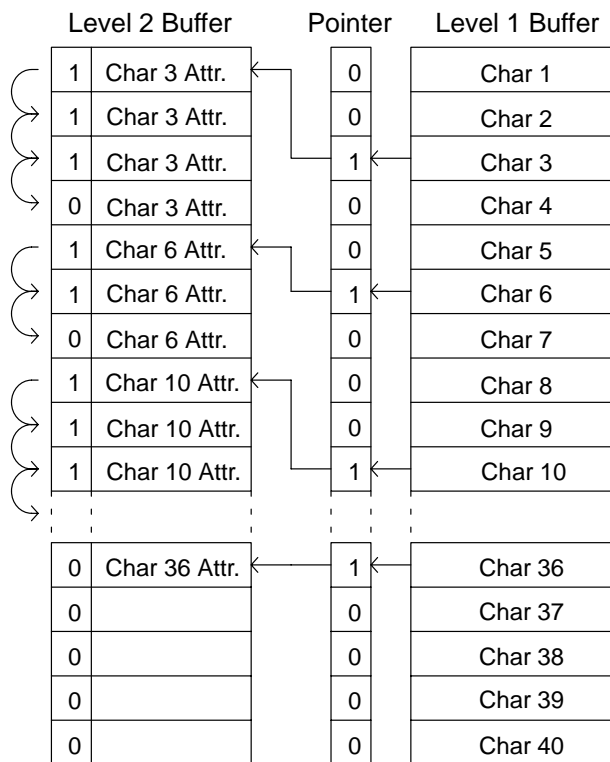 Level 2 Buffer Pointer Level 1 Buffer
1 Char 3 Attr. 0 Char 1
1 Char 3 Attr. 0 Char 2
1 Char 3 Attr. 1 Char 3
0 Char 3 Attr. 0 Char 4
1 Char 6 Attr. 0 Char 5
1 Char 6 Attr. 1 Char 6
0 Char 6 Attr. 0 Char 7
1 Char 10 Attr. 0 Char 8
1 Char 10 Attr. 0 Char 9
1 Char 10 Attr. 1 Char 10
0 Char 36 Attr. 1 Char 36
0 0 Char 37
0 0 Char 38
0 0 Char 39
0 0 Char 40